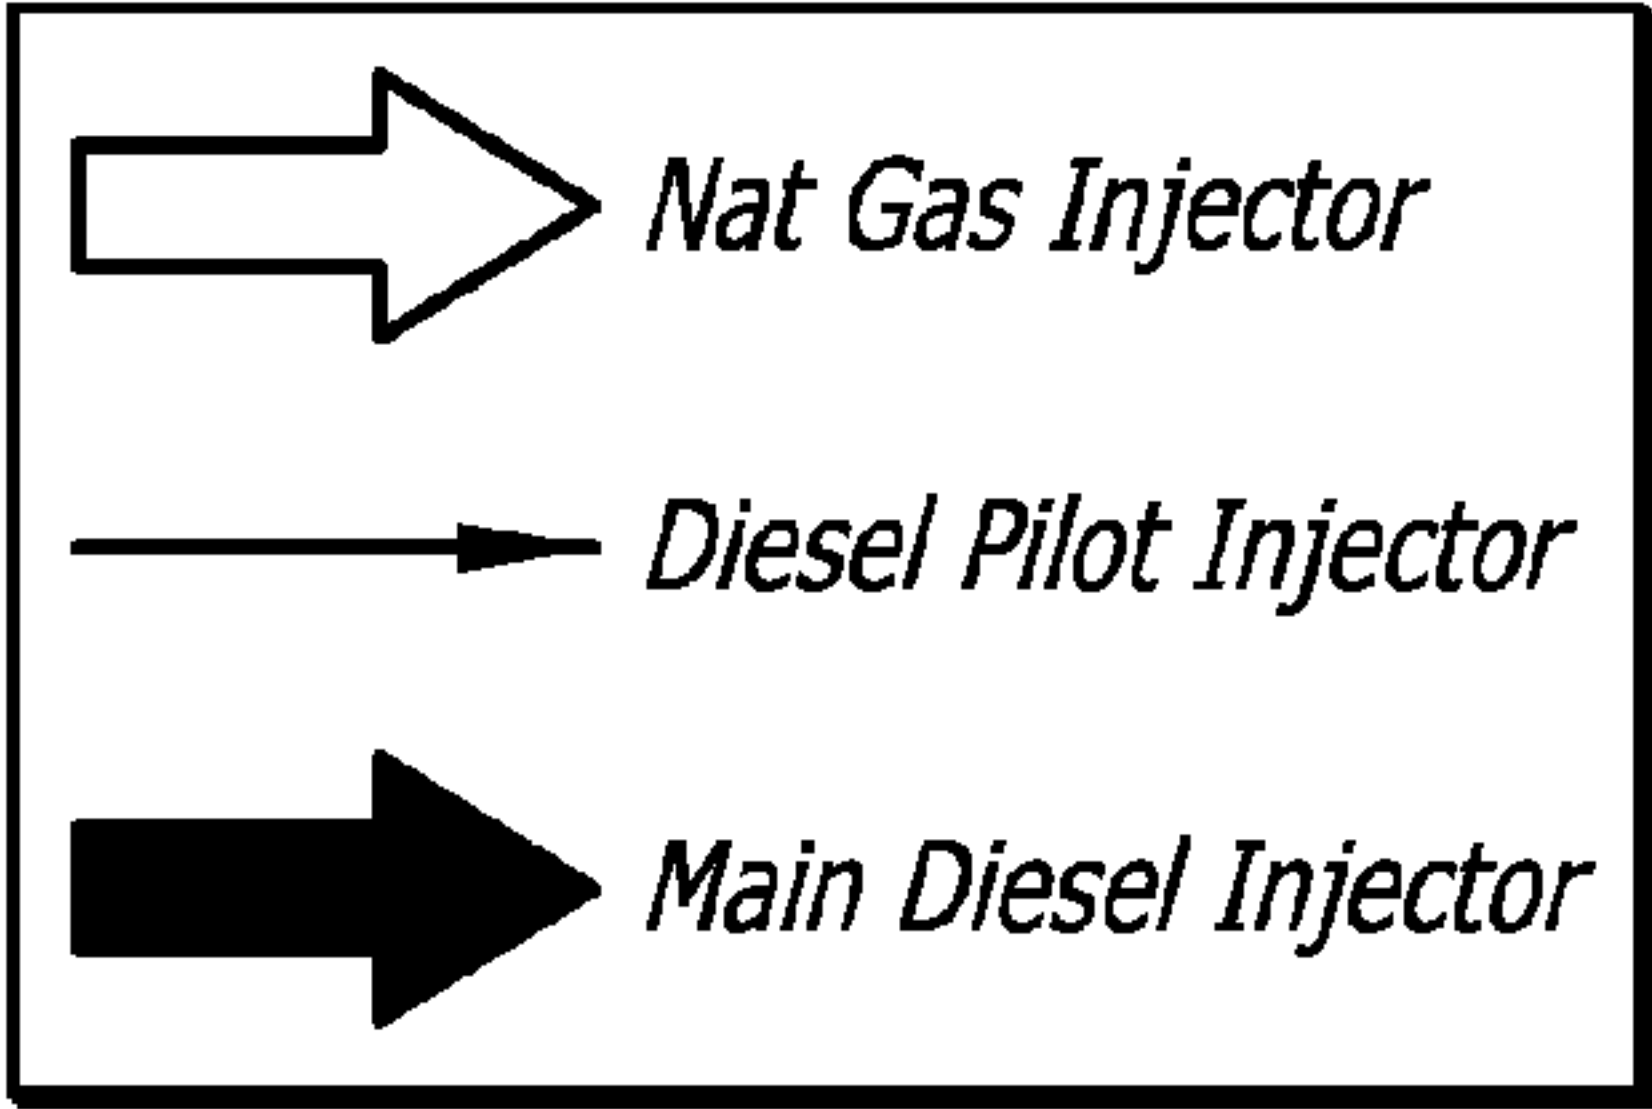 Nat Gas Injector
Diesel Pilot Injector
Main Diesel Injector